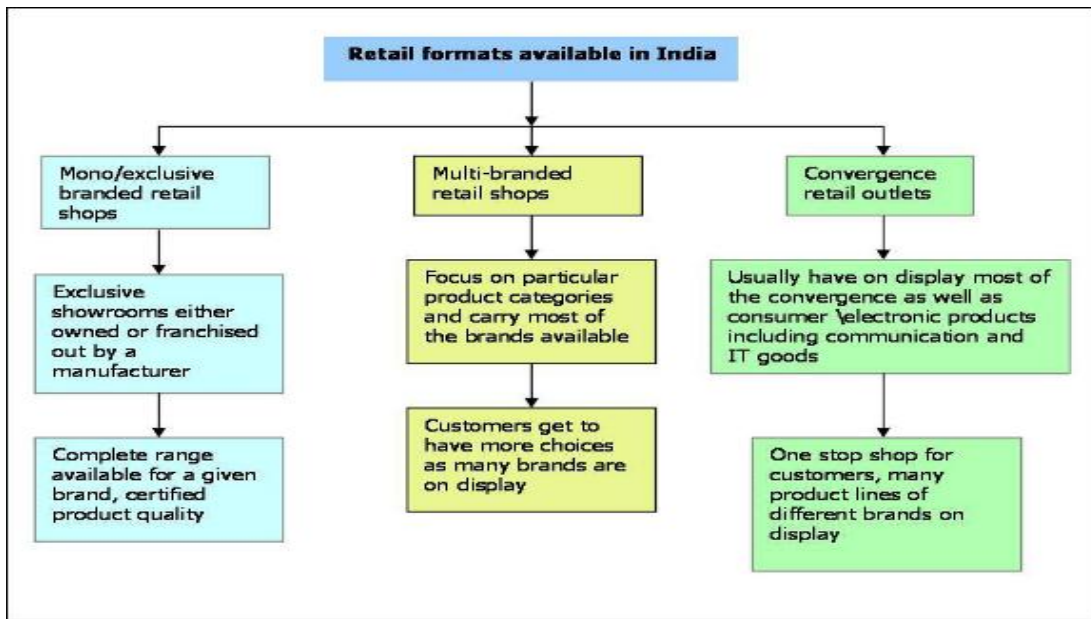 Retail formats available in India
Mono/exclusive
branded retail
shops
Multi-branded
retail shops
Convergence
retail outlets
Exclusive
showrooms either
owned or franchised
out by a
manufacturer
Focus on particular
product categories
and carry most of
the brands available
Usually have on display most of
the convergence as well as
consumer \electronic products
including communication and
IT goods
Complete range
available for a given
brand, certified
product quality
Customers get to
have more choices
as many brands are
on display
One stop shop for
customers, many
product lines of
different brands on
display